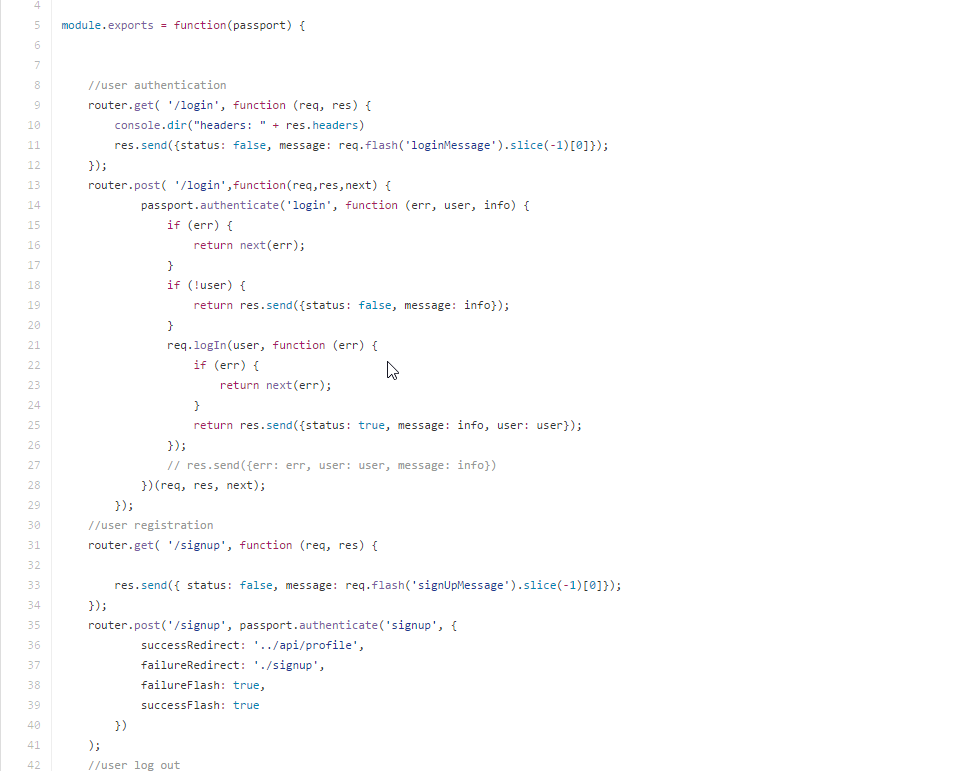 4
5 module.exports = function(passport) {
6
7
8 //user authentication
9 router.get( '/login', function (req, res) {
10 console.dir("headers: " + res.headers)
11 res.send({status: false, message: req.flash('loginMessage').slice(-1)[0]});
12 });
13 router.post( '/login',function(req,res,next) {
14 passport.authenticate('login', function (err, user, info) {
15 if (err) {
16 return next(err);
17 }
18 if (!user) {
19 return res.send({status: false, message: info});
20 }
21 req.logIn(user, function (err) {
22 if (err) {
23 return next(err);
24 }
25 return res.send({status: true, message: info, user: user});
26 });
27 // res.send({err: err, user: user, message: info})
28 })(req, res, next);
29 });
30 //user registration
31 router.get( '/signup', function (req, res) {
32
33 res.send({ status: false, message: req.flash('signUpMessage').slice(-1)[0]});
34 });
35 router.post('/signup', passport.authenticate('signup', {
36 successRedirect: '../api/profile',
37 failureRedirect: './signup',
38 failureFlash: true,
39 successFlash: true
40 })
41 );
42 //user log out